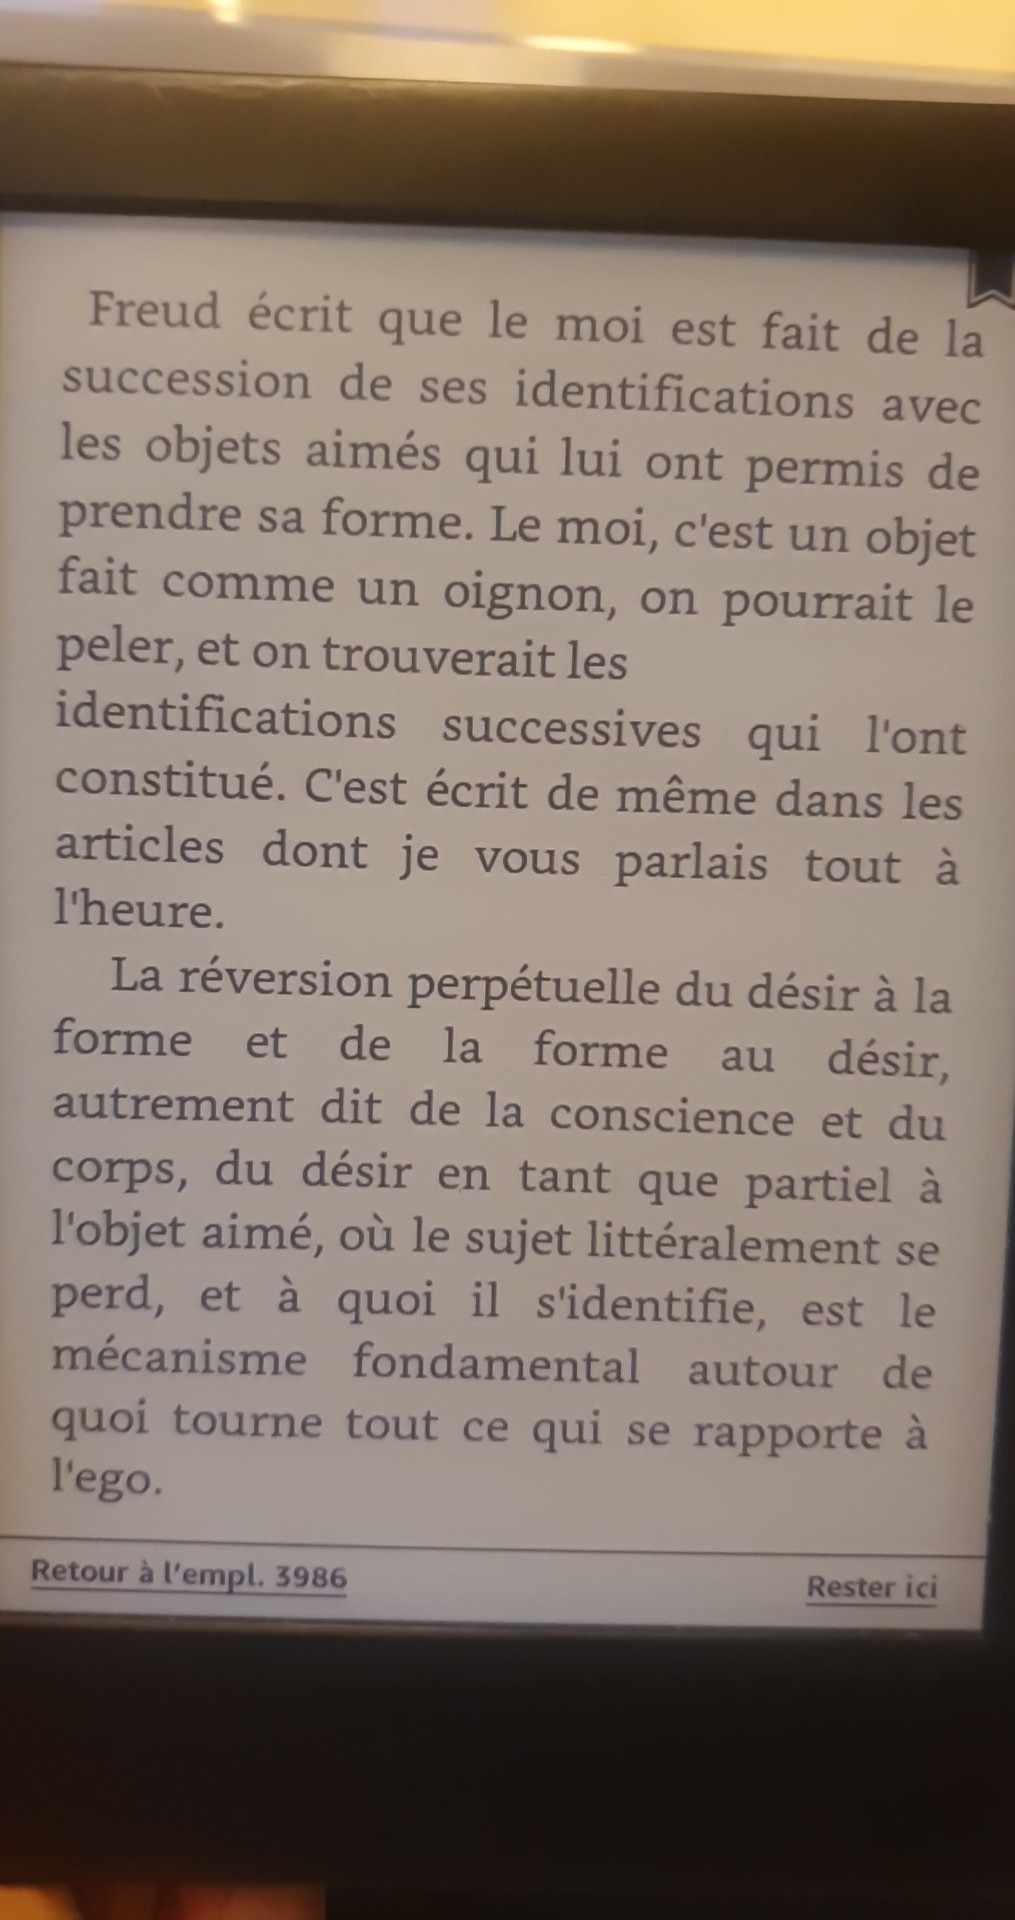 Freud écrit que le moi est fait de la
succession de ses identifications avec
les objets aimés qui lui ont permis de
prendre sa forme. Le moi, c'est un objet
fait comme un oignon, on pourrait le
peler, et on trouverait les
identifications successives qui l'ont
constitué. C'est écrit de même dans les
articles dont je vous parlais tout à
l'heure.
La réversion perpétuelle du désir à la
forme et de la forme au désir,
autrement dit de la conscience et du
corps, du désir en tant que partiel à
l'objet aimé, où le sujet littéralement se
perd, et à quoi il s'identifie, est le
mécanisme fondamental autour de
quoi tourne tout ce qui se rapporte à
l'ego.
Retour à l'empl. 3986
Rester ici